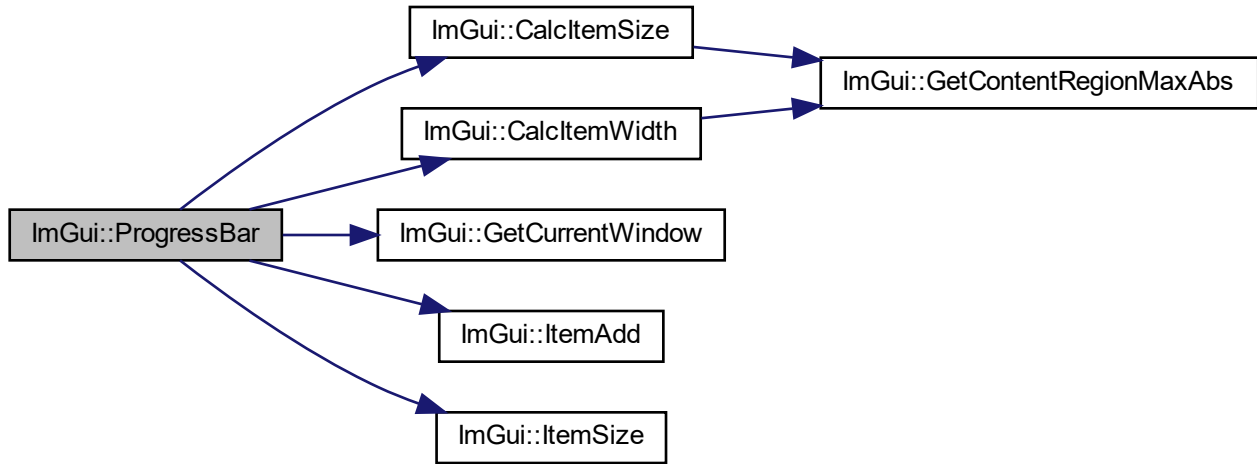 ImGui::CalcItemSize
ImGui::GetContentRegionMaxAbs
ImGui::CalcItemWidth
ImGui::ProgressBar
ImGui::GetCurrentWindow
ImGui::ItemAdd
ImGui::ItemSize